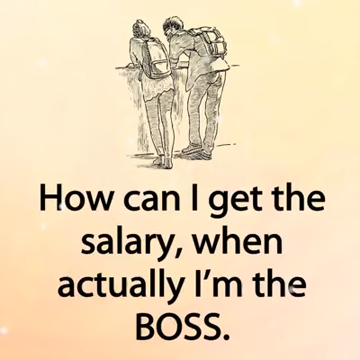 How can I get the
salary, when
actually I’m the
BOSS.